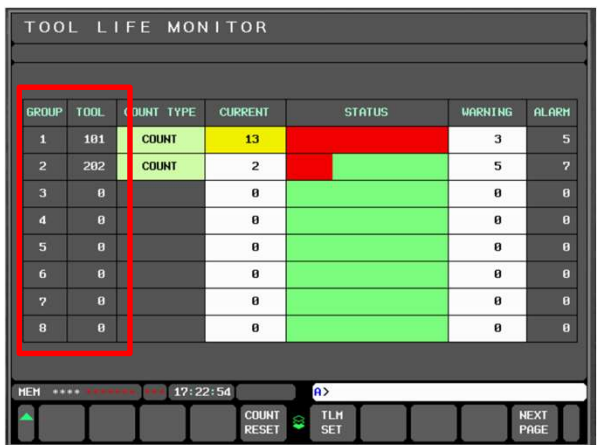 TOOL LIFE MONITOR
GROUP TOOL COUNT TYPE CURRENT STATUS WARNING ALARM
1 101 COUNT 13 3 5
2 202 COUNT 2 5 7
3 0 0 0 0
4 0 0 0 0
5 0 0 0 0
6 0 0 0 0
7 0 0 0 0
8 0 0 0 0
MEM **** 17:22:54 A>
COUNT RESET TLM SET NEXT PAGE